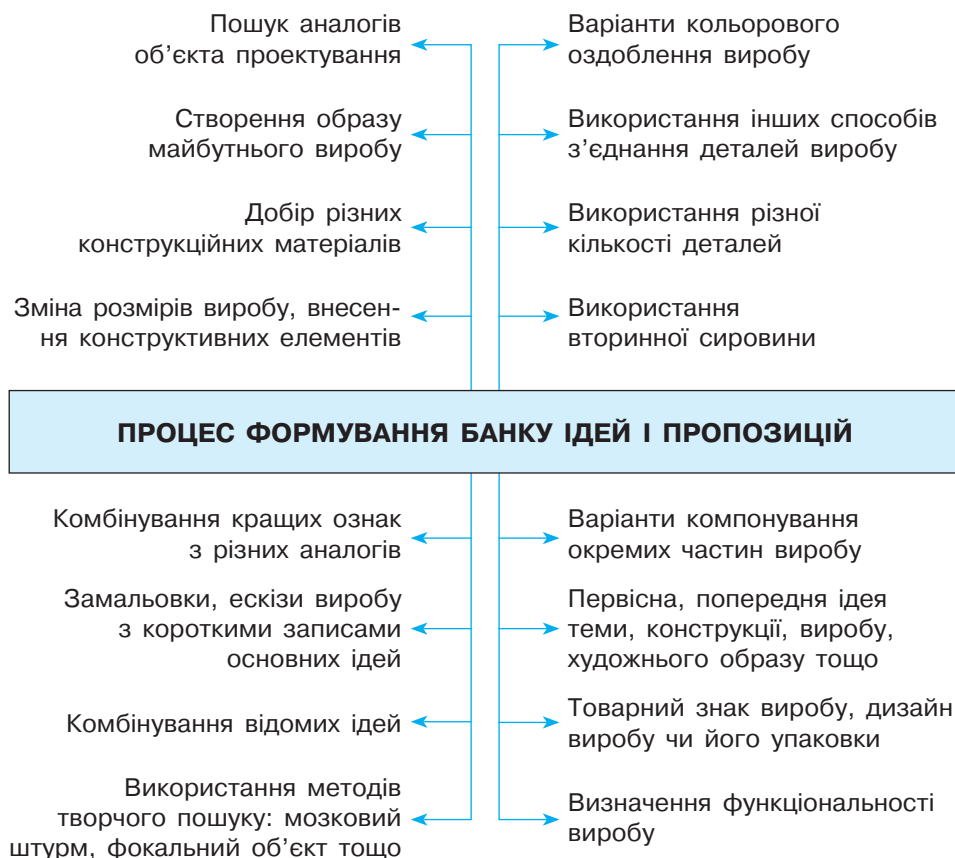 Пошук аналогів
об’єкта проектування
Створення образу
майбутнього виробу
Добір різних
конструкційних матеріалів
Зміна розмірів виробу, внесен-
ня конструктивних елементів
Варіанти кольорового
оздоблення виробу
Використання інших способів
з’єднання деталей виробу
Використання різної
кількості деталей
Використання
вторинної сировини
ПРОЦЕС ФОРМУВАННЯ БАНКУ ІДЕЙ І ПРОПОЗИЦІЙ
Комбінування кращих ознак
з різних аналогів
Замальовки, ескізи виробу
з короткими записами
основних ідей
Комбінування відомих ідей
Використання методів
творчого пошуку: мозковий
штурм, фокальний об’єкт тощо
Варіанти компонування
окремих частин виробу
Первісна, попередня ідея
теми, конструкції, виробу,
художнього образу тощо
Товарний знак виробу, дизайн
виробу чи його упаковки
Визначення функціональності
виробу